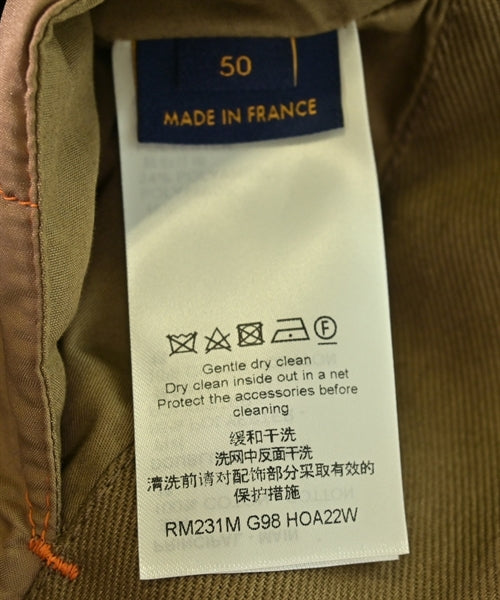 50
MADE IN FRANCE
F
Gentle dry clean
Dry clean inside out in a net
Protect the accessories before
cleaning
缓和干洗
洗网中反面干洗
清洗前请对配饰部分采取有效的
保护措施
RM231M G98 HOA22W